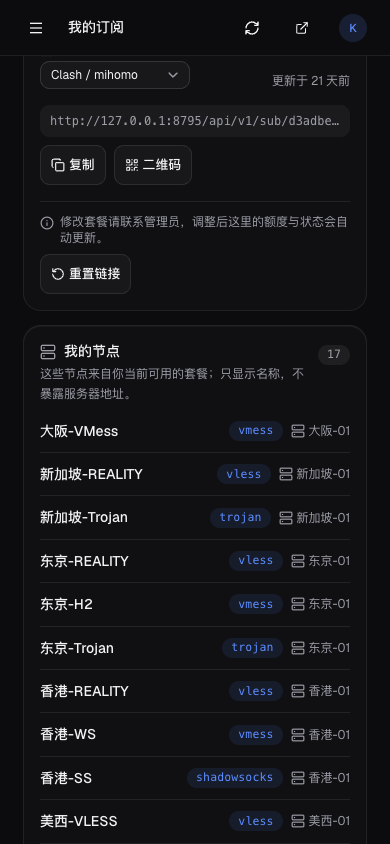 我的订阅
K
Clash / mihomo
更新于 21 天前
http://127.0.0.1:8795/api/v1/sub/d3adbe…
复制
二维码
修改套餐请联系管理员，调整后这里的额度与状态会自
动更新。
重置链接
我的节点
17
这些节点来自你当前可用的套餐；只显示名称，不
暴露服务器地址。
大阪-VMess vmess 大阪-01
新加坡-REALITY vless 新加坡-01
新加坡-Trojan trojan 新加坡-01
东京-REALITY vless 东京-01
东京-H2 vmess 东京-01
东京-Trojan trojan 东京-01
香港-REALITY vless 香港-01
香港-WS vmess 香港-01
香港-SS shadowsocks 香港-01
美西-VLESS vless 美西-01